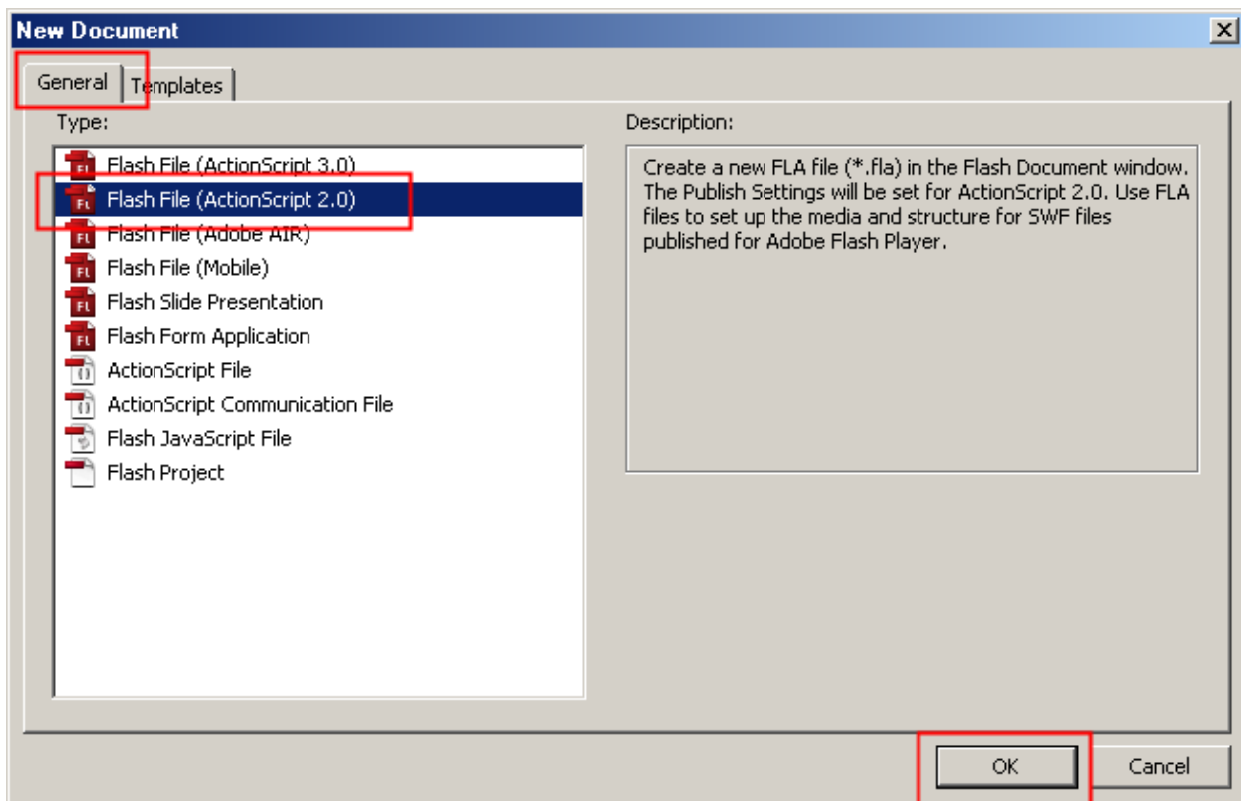 New Document
General
Templates
Type:
Flash File (ActionScript 3.0)
Flash File (ActionScript 2.0)
Flash File (Adobe AIR)
Flash File (Mobile)
Flash Slide Presentation
Flash Form Application
ActionScript File
ActionScript Communication File
Flash JavaScript File
Flash Project
Description:
Create a new FLA file (*.fla) in the Flash Document window.
The Publish Settings will be set for ActionScript 2.0. Use FLA
files to set up the media and structure for SWF files
published for Adobe Flash Player.
OK
Cancel